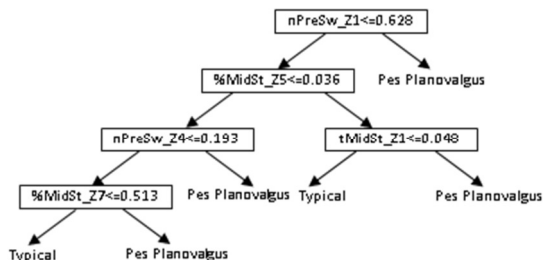 nPreSw_Z1<=0.628
%MidSt_Z5<=0.036
Pes Planovalgus
nPreSw_Z4<=0.193
tMidSt_Z1<=0.048
%MidSt_Z7<=0.513
Pes Planovalgus
Typical
Pes Planovalgus
Typical
Pes Planovalgus